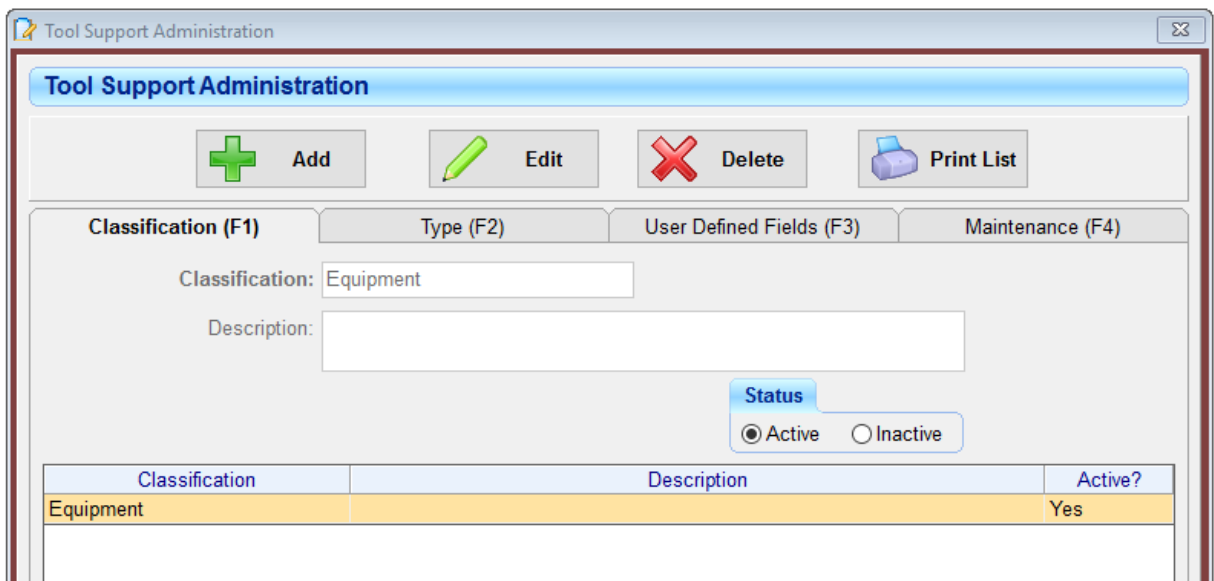 Tool Support Administration
Tool Support Administration
Add Edit Delete Print List
Classification (F1) Type (F2) User Defined Fields (F3) Maintenance (F4)
Classification: Equipment
Description:
Status
Active Inactive
Classification Description Active?
Equipment Yes